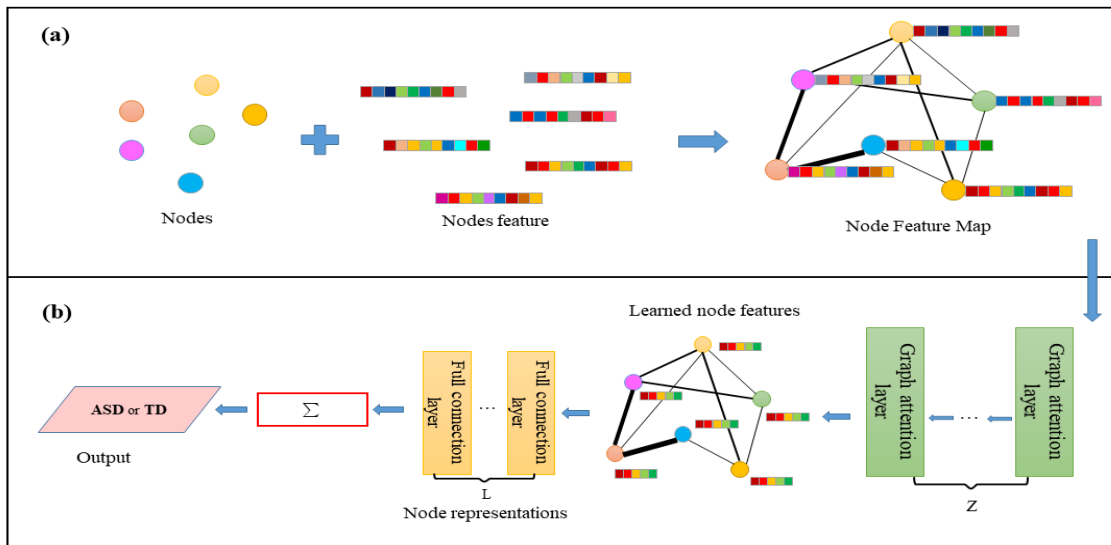 (a)
Nodes
Nodes feature
Node Feature Map
(b)
Learned node features
Graph attention
layer
...
Graph attention
layer
Z
Full connection
layer
...
Full connection
layer
L
Node representations
Σ
ASD or TD
Output